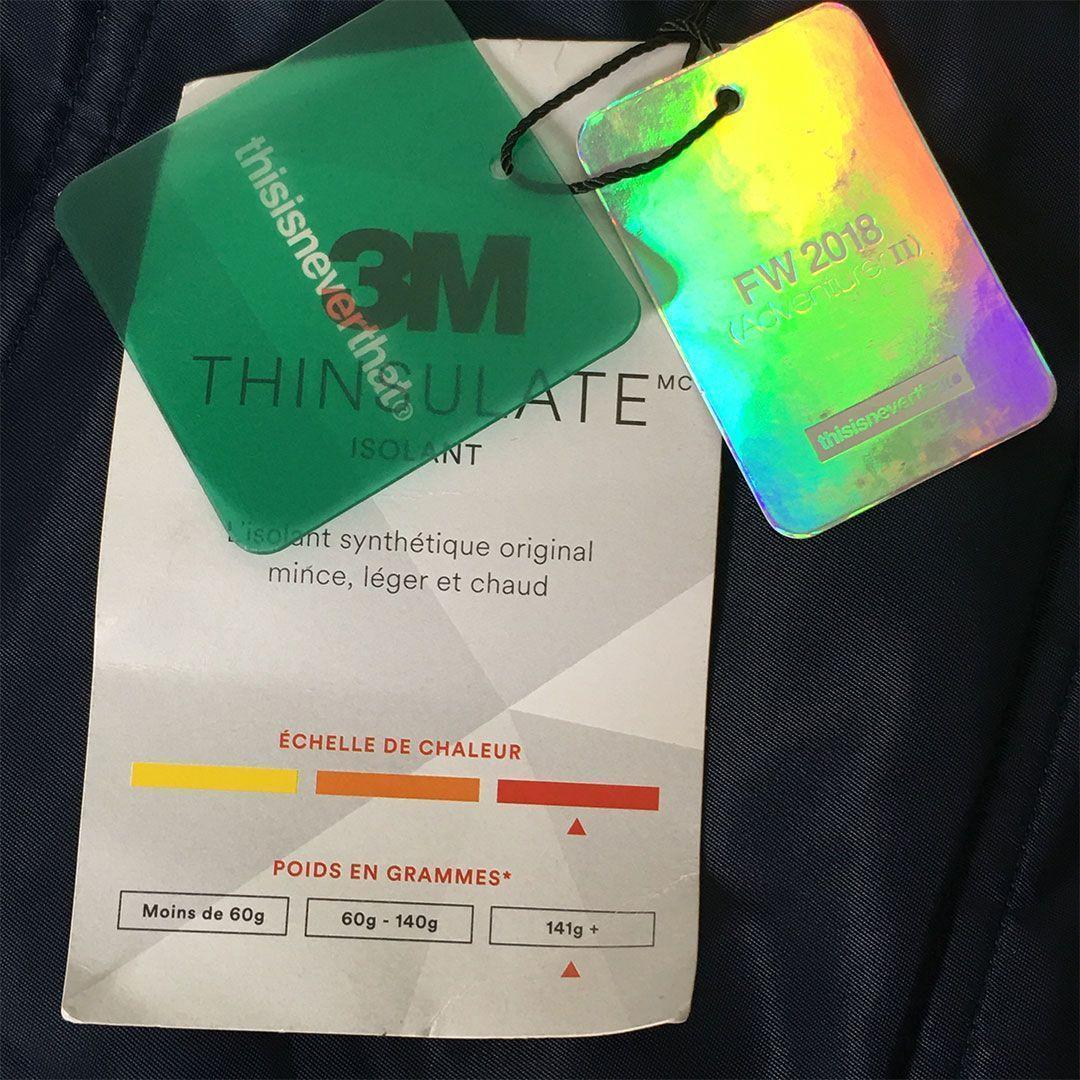 thisisneverthat®
3M
THINSULATE MC
ISOLANT
L'isolant synthétique original
mince, léger et chaud
ÉCHELLE DE CHALEUR
POIDS EN GRAMMES*
Moins de 60g
60g - 140g
141g +
FW 2018
(Adventure II)
thisisneverthat®